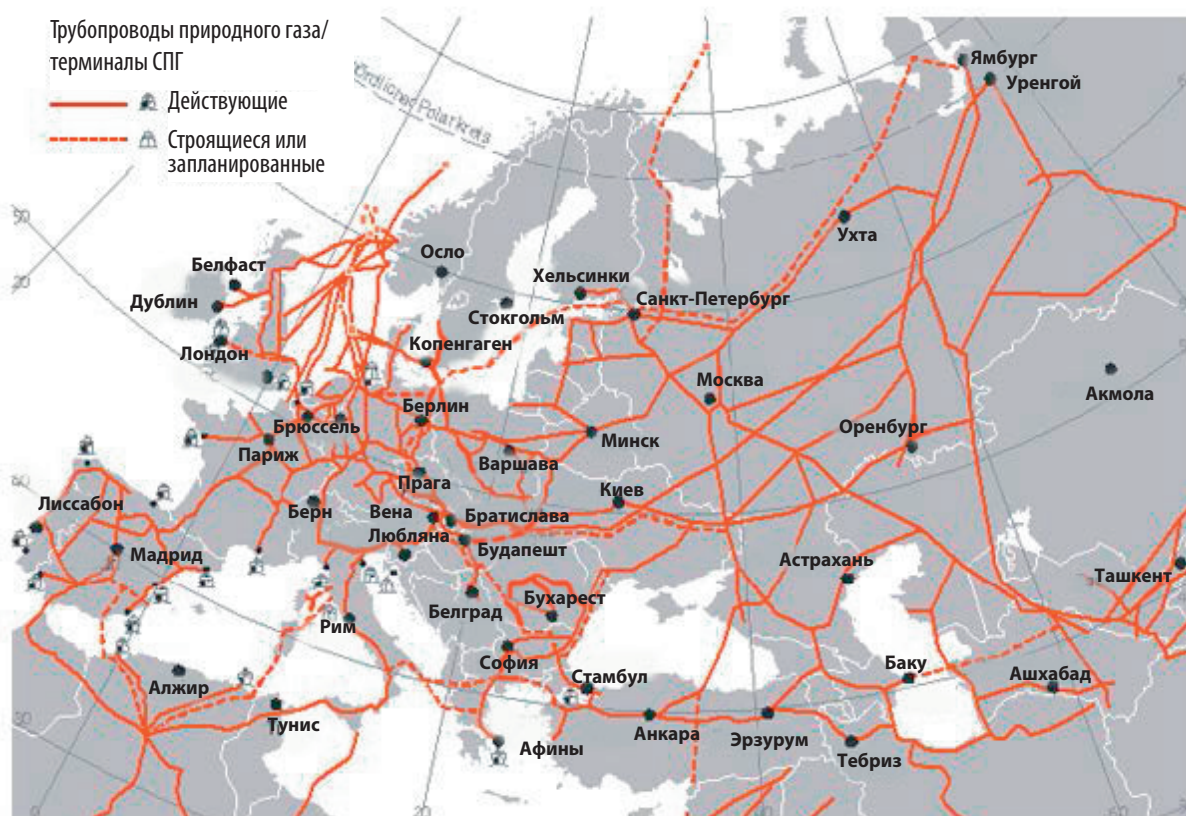 Трубопроводы природного газа/
терминалы СПГ
Действующие
Строящиеся или
запланированные
Nördlicher Polarkreis
Ямбург
Уренгой
Ухта
Осло
Белфаст
Хельсинки
Дублин
Санкт-Петербург
Стокгольм
Лондон
Копенгаген
Москва
Акмола
Берлин
Брюссель
Оренбург
Минск
Париж
Варшава
Прага
Киев
Лиссабон
Берн
Вена
Братислава
Любляна
Мадрид
Будапешт
Астрахань
Ташкент
Белград
Бухарест
Рим
София
Стамбул
Баку
Ашхабад
Алжир
Тунис
Афины
Анкара
Эрзурум
Тебриз